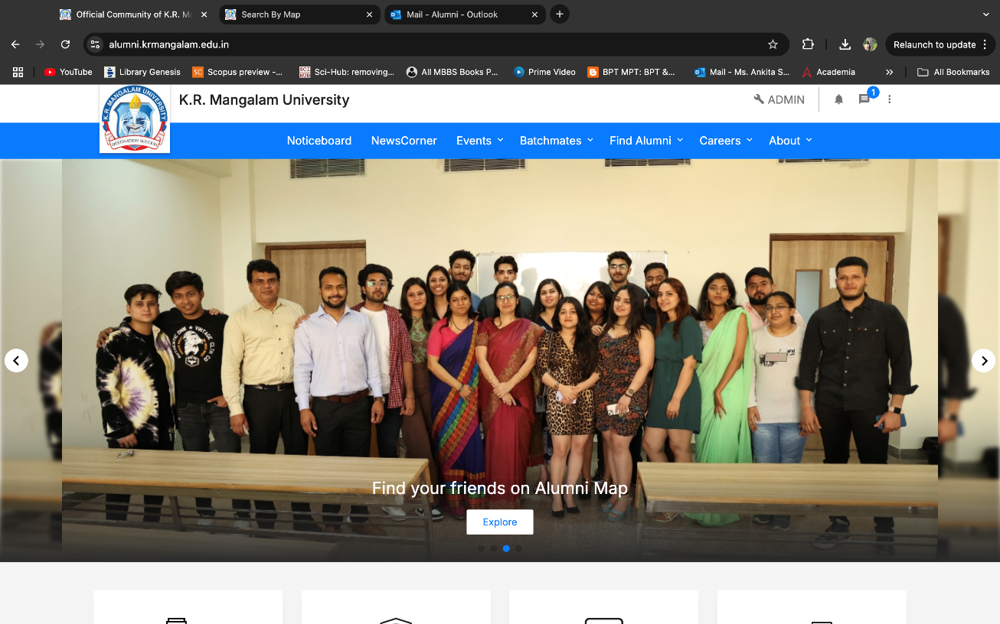 Official Community of K.R. Ma
Search By Map
Mail - Alumni - Outlook
alumni.krmangalam.edu.in
Relaunch to update
YouTube
Library Genesis
Scopus preview -...
Sci-Hub: removing...
All MBBS Books P...
Prime Video
BPT MPT: BPT &...
Mail - Ms. Ankita S...
Academia
All Bookmarks
K.R. MANGALAM UNIVERSITY
DESTINATION SUCCESS
K.R. Mangalam University
ADMIN
1
Noticeboard
NewsCorner
Events
Batchmates
Find Alumni
Careers
About
Find your friends on Alumni Map
Explore